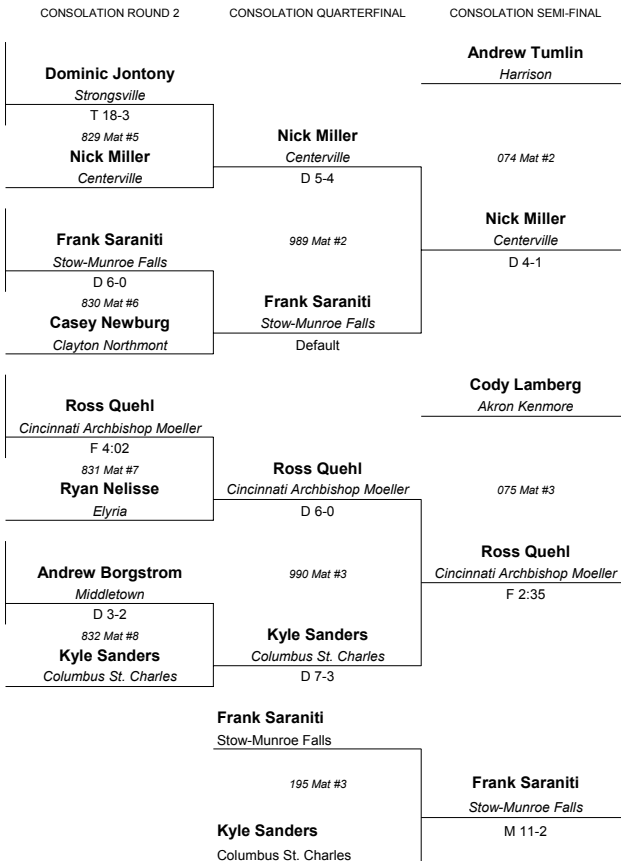 CONSOLATION ROUND 2
CONSOLATION QUARTERFINAL
CONSOLATION SEMI-FINAL
Dominic Jontony
Strongsville
T 18-3
829 Mat #5
Nick Miller
Centerville
Frank Saraniti
Stow-Munroe Falls
D 6-0
830 Mat #6
Casey Newburg
Clayton Northmont
Ross Quehl
Cincinnati Archbishop Moeller
F 4:02
831 Mat #7
Ryan Nelisse
Elyria
Andrew Borgstrom
Middletown
D 3-2
832 Mat #8
Kyle Sanders
Columbus St. Charles
Nick Miller
Centerville
D 5-4
989 Mat #2
Frank Saraniti
Stow-Munroe Falls
Default
Ross Quehl
Cincinnati Archbishop Moeller
D 6-0
990 Mat #3
Kyle Sanders
Columbus St. Charles
D 7-3
Andrew Tumlin
Harrison
074 Mat #2
Nick Miller
Centerville
D 4-1
Cody Lamberg
Akron Kenmore
075 Mat #3
Ross Quehl
Cincinnati Archbishop Moeller
F 2:35
Frank Saraniti
Stow-Munroe Falls
195 Mat #3
Kyle Sanders
Columbus St. Charles
Frank Saraniti
Stow-Munroe Falls
M 11-2